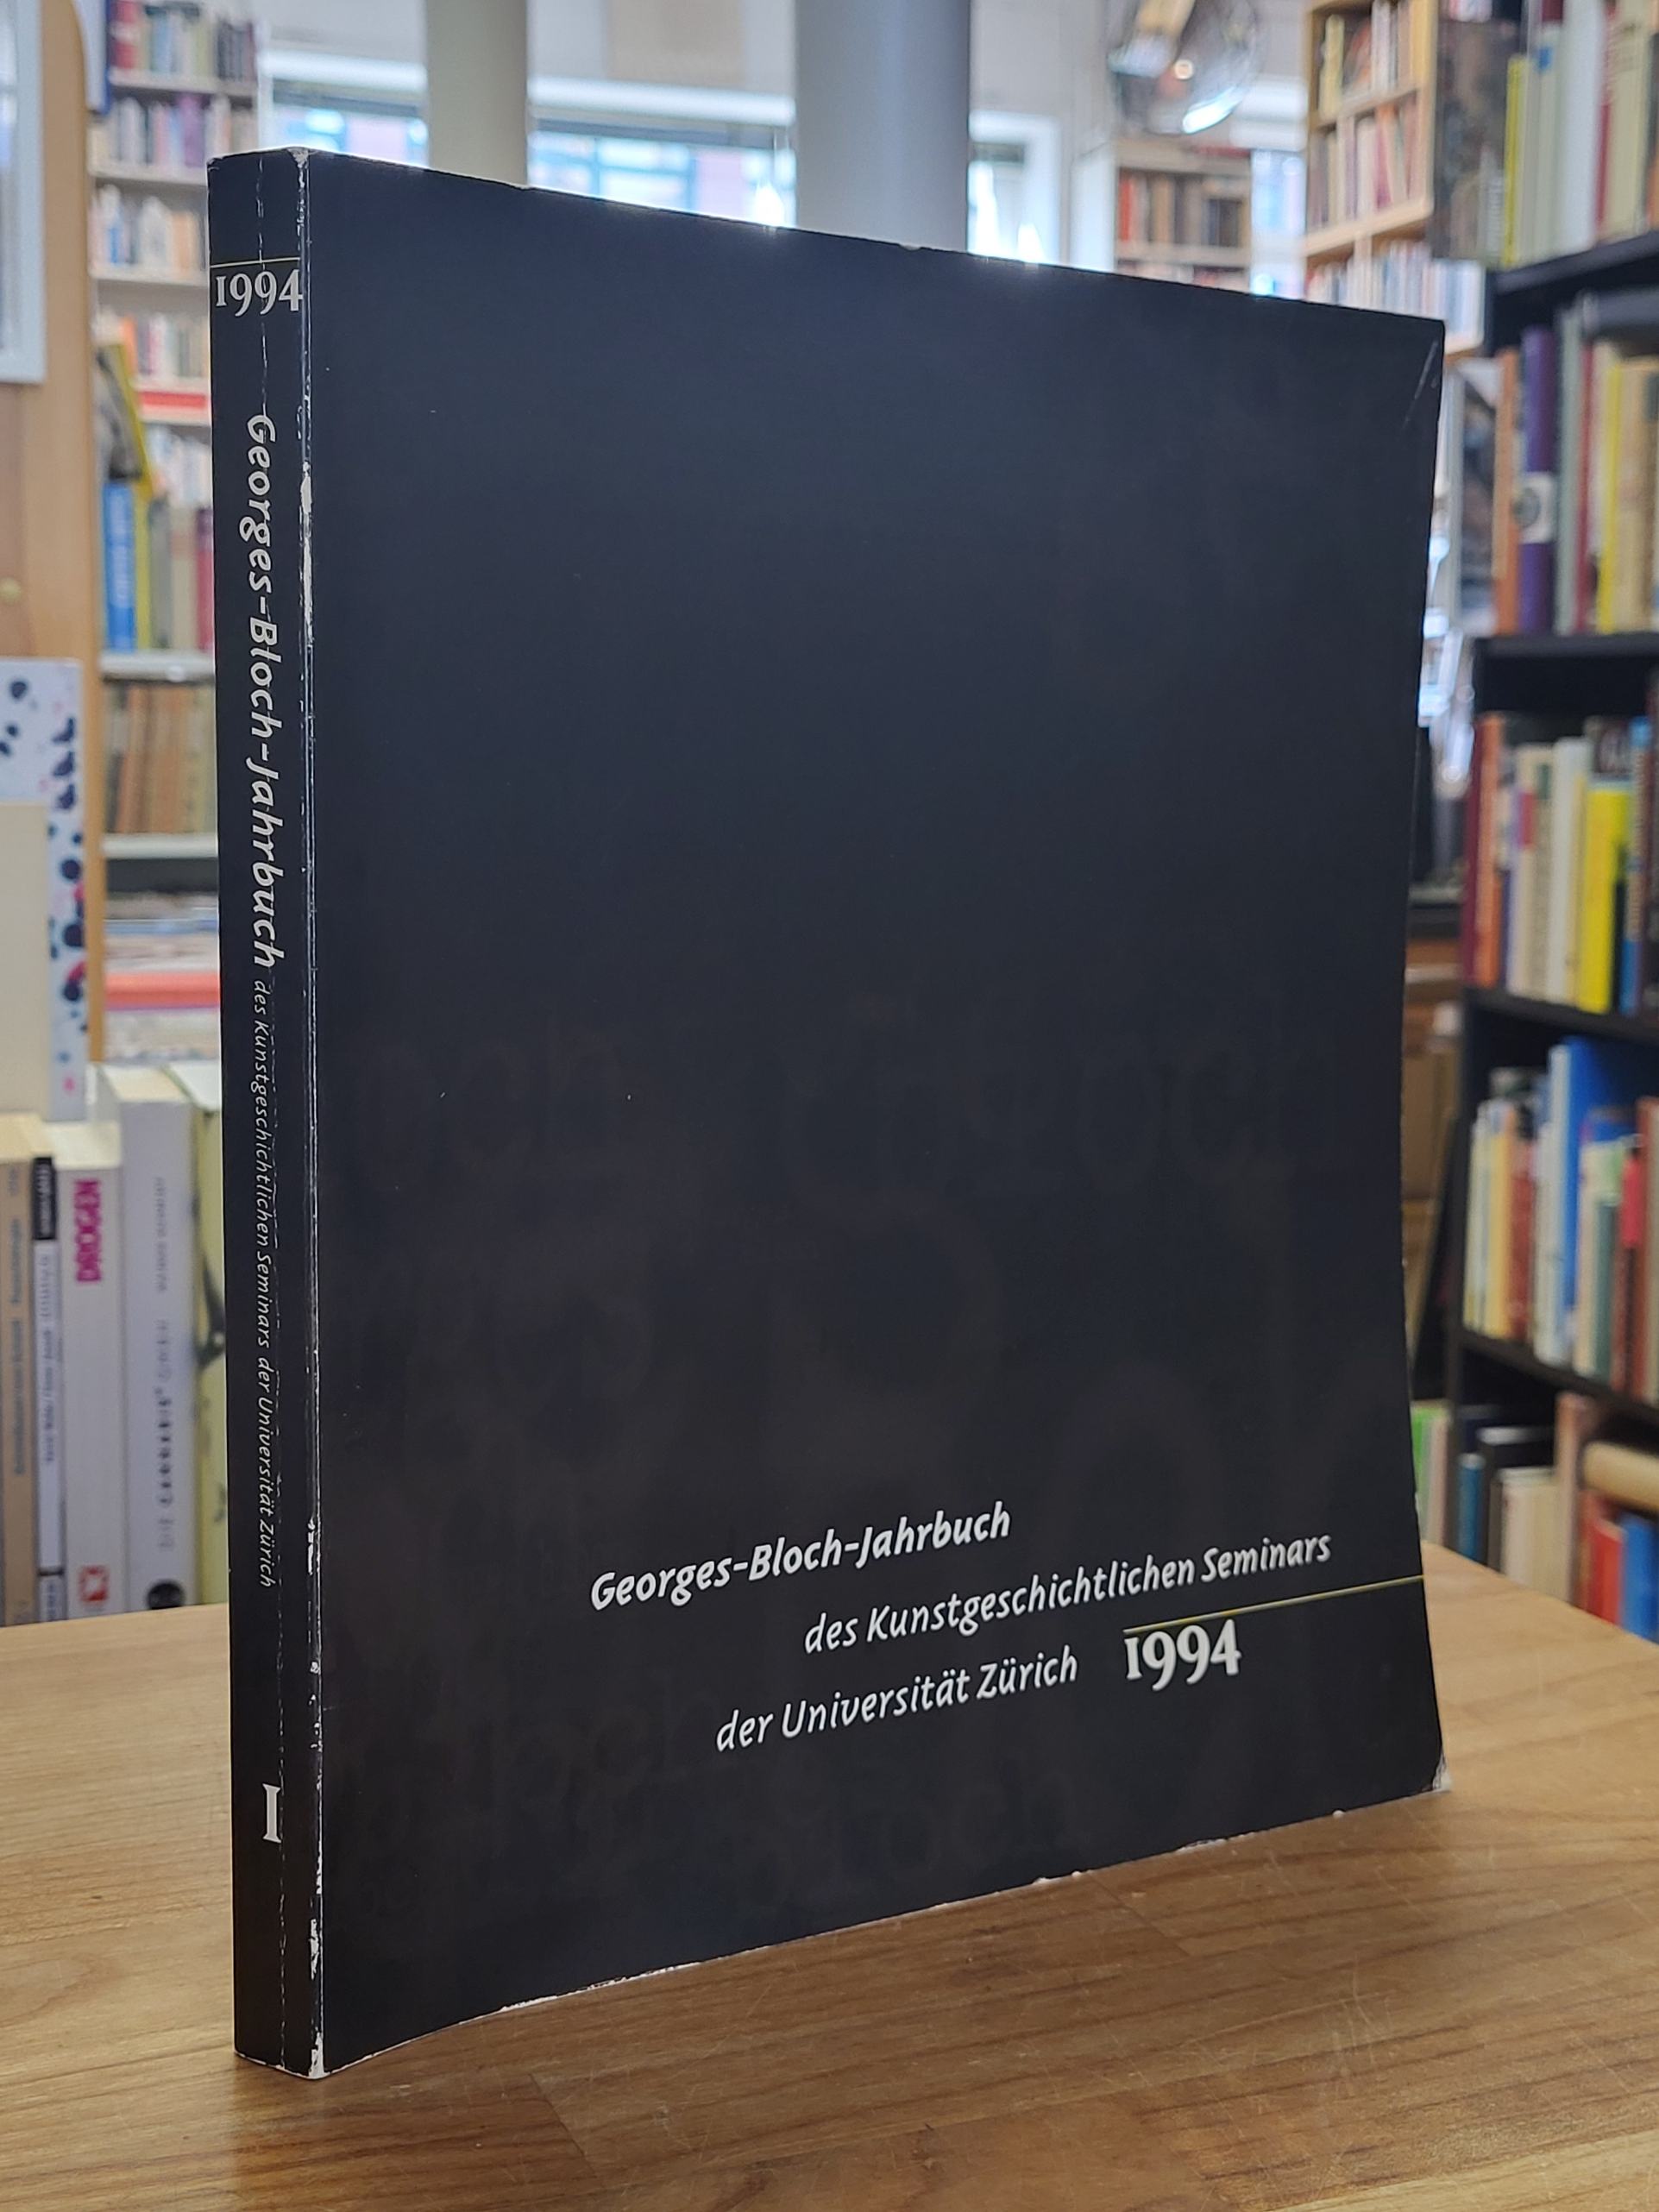 1994
Georges-Bloch-Jahrbuch des Kunstgeschichtlichen Seminars der Universität Zürich
I
Georges-Bloch-Jahrbuch
des Kunstgeschichtlichen Seminars
der Universität Zürich 1994
DROGEN